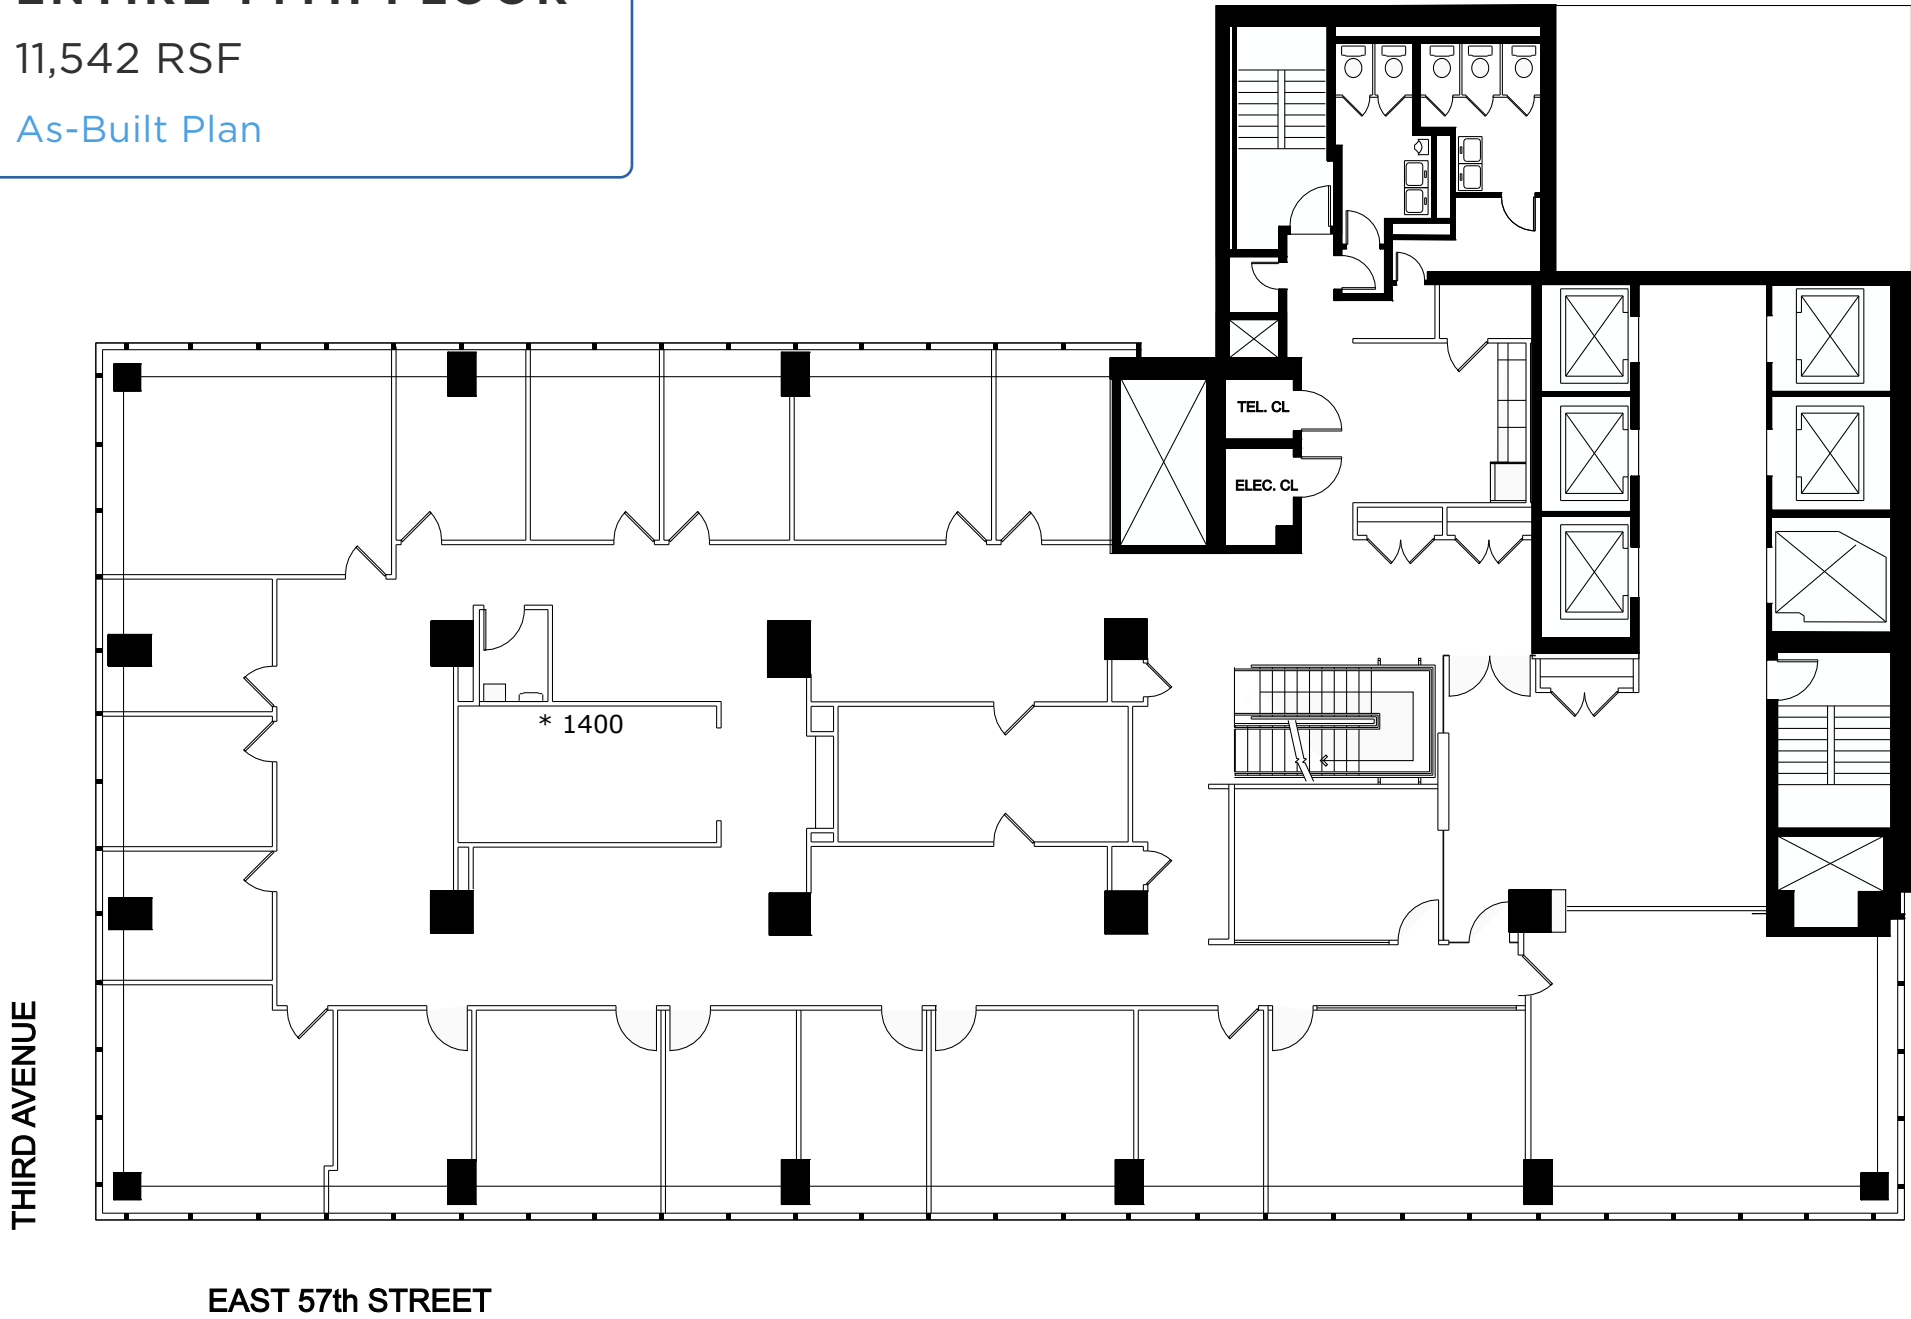 11,542 RSF
As-Built Plan
TEL. CL
ELEC. CL
* 1400
THIRD AVENUE
EAST 57th STREET